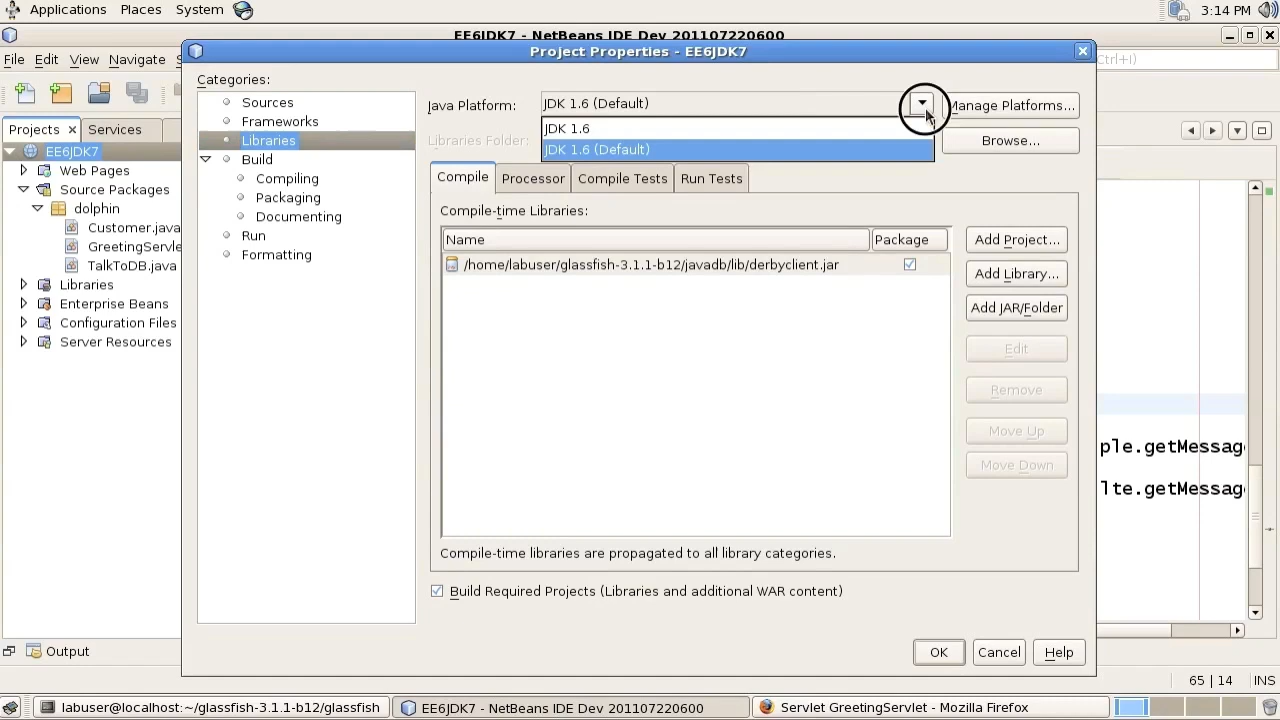 Applications Places System 3:14 PM
EE6JDK7 - NetBeans IDE Dev 201107220600
Project Properties - EE6JDK7
File Edit View Navigate S Ctrl+I)
Categories:
Sources
Frameworks
Libraries
Build
Compiling
Packaging
Documenting
Run
Formatting
Projects Services
EE6JDK7
Web Pages
Source Packages
dolphin
Customer.java
GreetingServle
TalkToDB.java
Libraries
Enterprise Beans
Configuration Files
Server Resources
Java Platform: JDK 1.6 (Default) Manage Platforms...
JDK 1.6
JDK 1.6 (Default)
Libraries Folder: Browse...
Compile Processor Compile Tests Run Tests
Compile-time Libraries:
Name Package
/home/labuser/glassfish-3.1.1-b12/javadb/lib/derbyclient.jar
Add Project...
Add Library...
Add JAR/Folder
Edit
Remove
Move Up
Move Down
Compile-time libraries are propagated to all library categories.
Build Required Projects (Libraries and additional WAR content)
OK Cancel Help
ple.getMessag
lte.getMessag
Output
65 | 14 INS
labuser@localhost:~/glassfish-3.1.1-b12/glassfish EE6JDK7 - NetBeans IDE Dev 201107220600 Servlet GreetingServlet - Mozilla Firefox